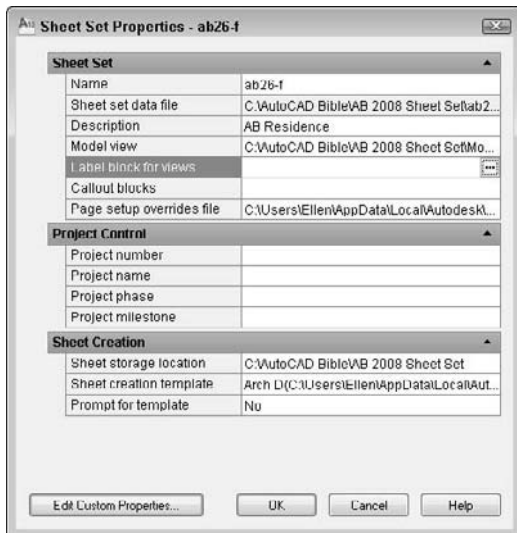 Sheet Set Properties - ab26-f
Sheet Set
Name ab26-f
Sheet set data file C:\AutoCAD Bible\AB 2008 Sheet Set\ab2...
Description AB Residence
Model view C:\AutoCAD Bible\AB 2008 Sheet Set\Mo...
Label block for views ...
Callout blocks
Page setup overrides file C:\Users\Ellen\AppData\Local\Autodesk\...
Project Control
Project number
Project name
Project phase
Project milestone
Sheet Creation
Sheet storage location C:\AutoCAD Bible\AB 2008 Sheet Set
Sheet creation template Arch D(C:\Users\Ellen\AppData\Local\Aut...
Prompt for template No
Edit Custom Properties... OK Cancel Help